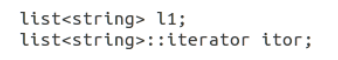 list<string> l1;
list<string>::iterator itor;